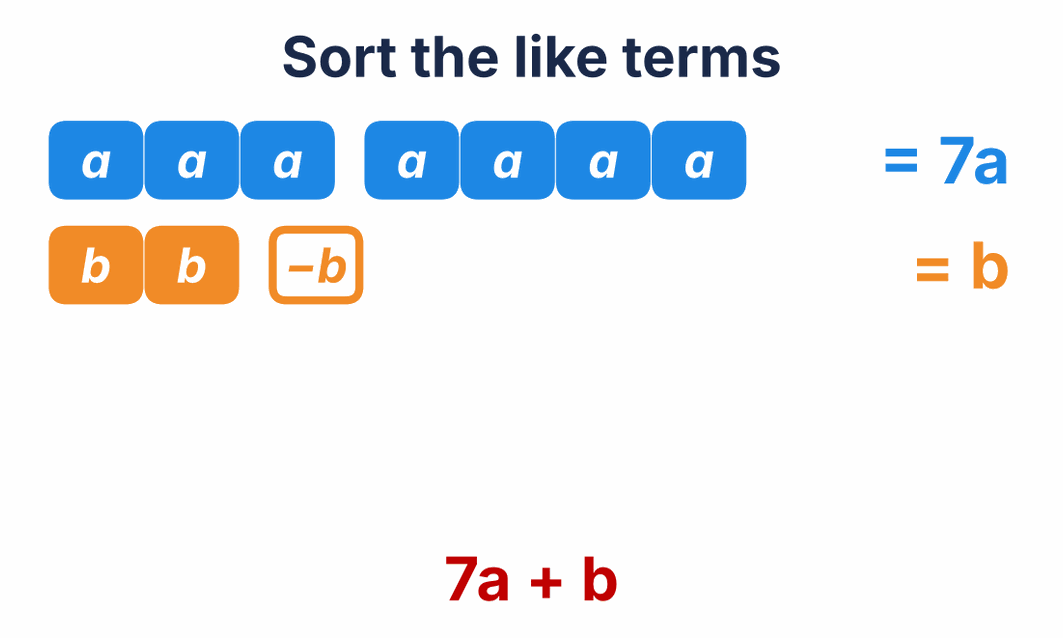 Sort the like terms
a a a a a a a = 7a
b b −b = b
7a + b